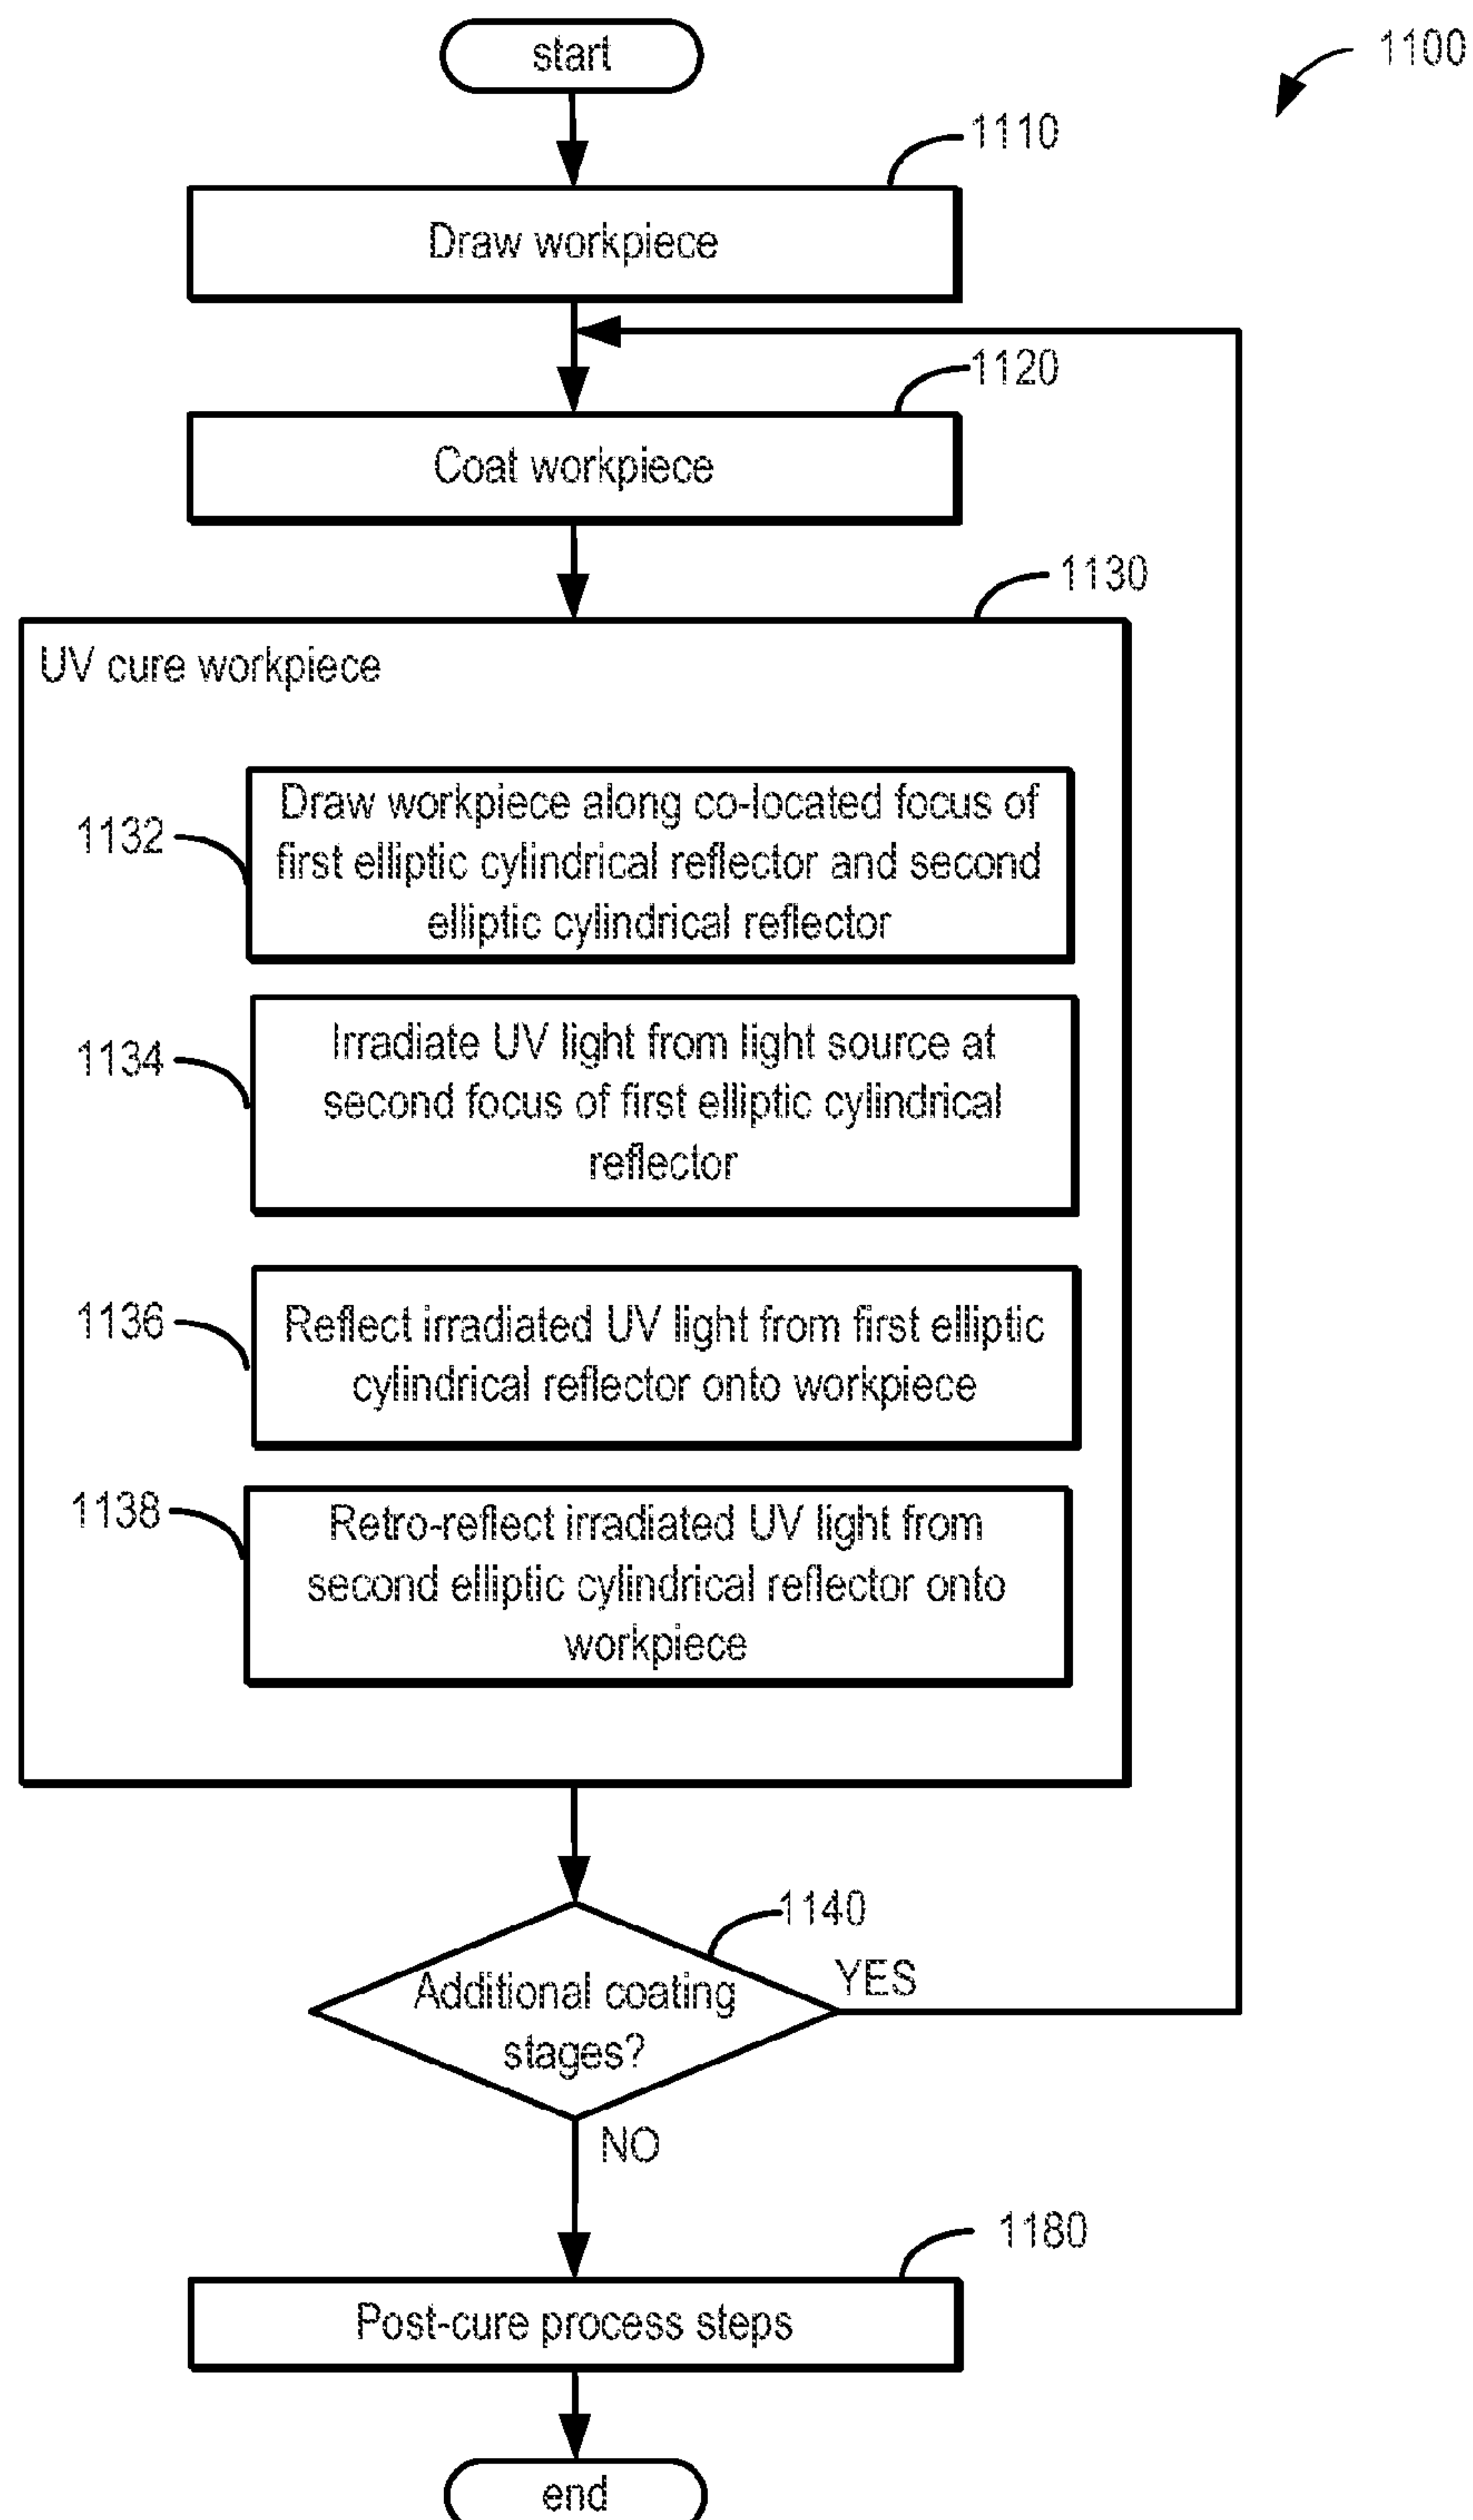 start
1100
1110
Draw workpiece
1120
Coat workpiece
1130
UV cure workpiece
1132
Draw workpiece along co-located focus of
first elliptic cylindrical reflector and second
elliptic cylindrical reflector
1134
Irradiate UV light from light source at
second focus of first elliptic cylindrical
reflector
1136
Reflect irradiated UV light from first elliptic
cylindrical reflector onto workpiece
1138
Retro-reflect irradiated UV light from
second elliptic cylindrical reflector onto
workpiece
1140
Additional coating
stages?
YES
NO
1180
Post-cure process steps
end